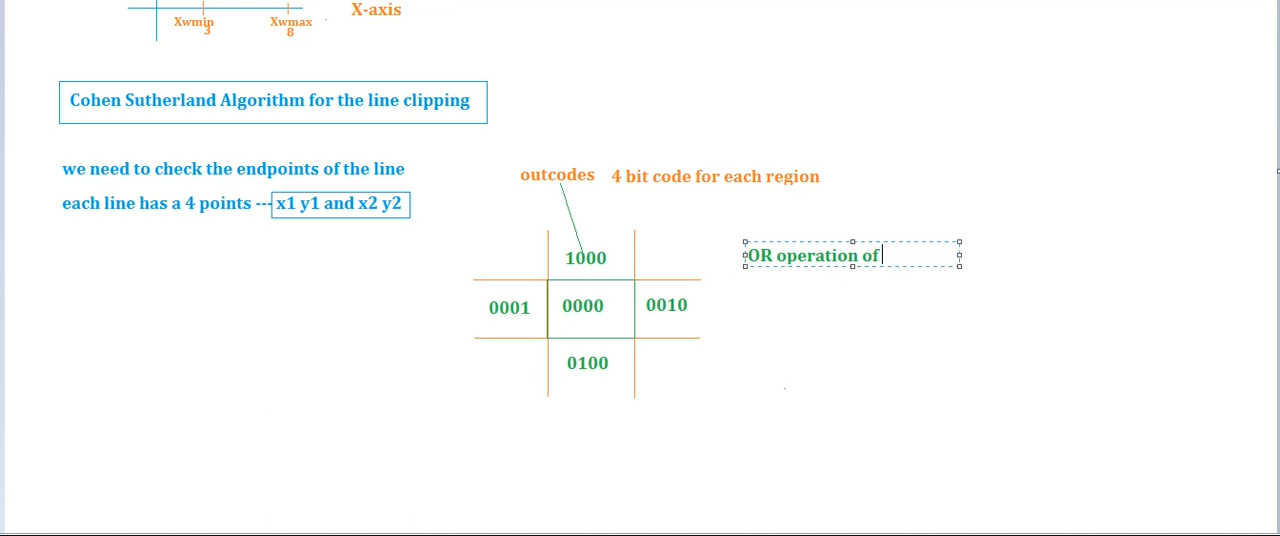 X-axis
Xwmin Xwmax
3 8
Cohen Sutherland Algorithm for the line clipping
we need to check the endpoints of the line
each line has a 4 points --- x1 y1 and x2 y2
outcodes 4 bit code for each region
1000
OR operation of
0001 0000 0010
0100